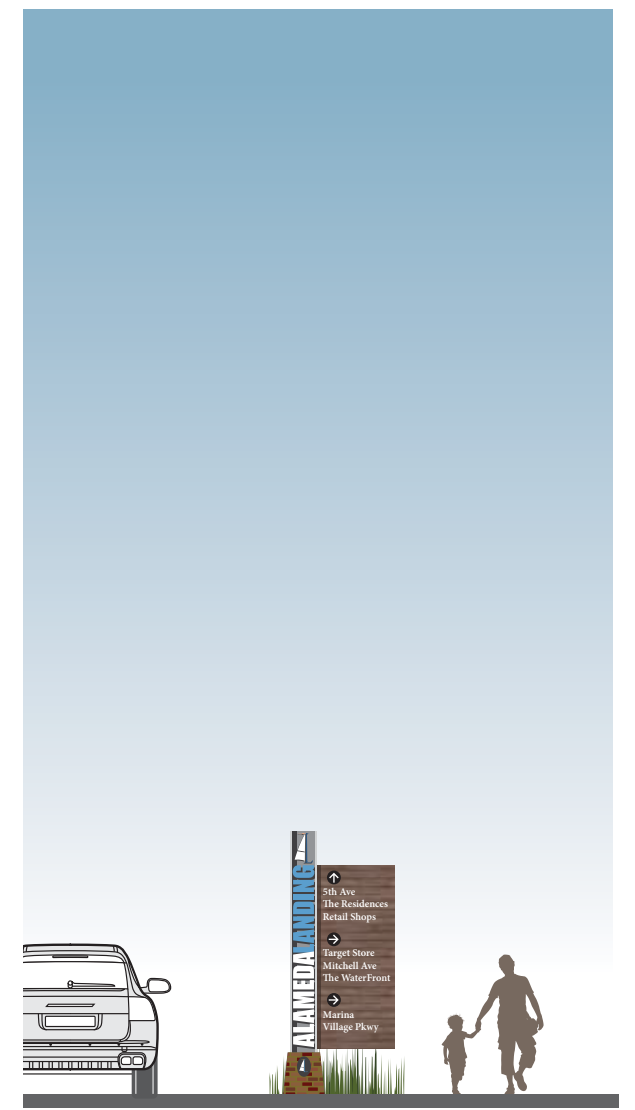 ALAMEDA LANDING
5th Ave
The Residences
Retail Shops
Target Store
Mitchell Ave
The WaterFront
Marina
Village Pkwy